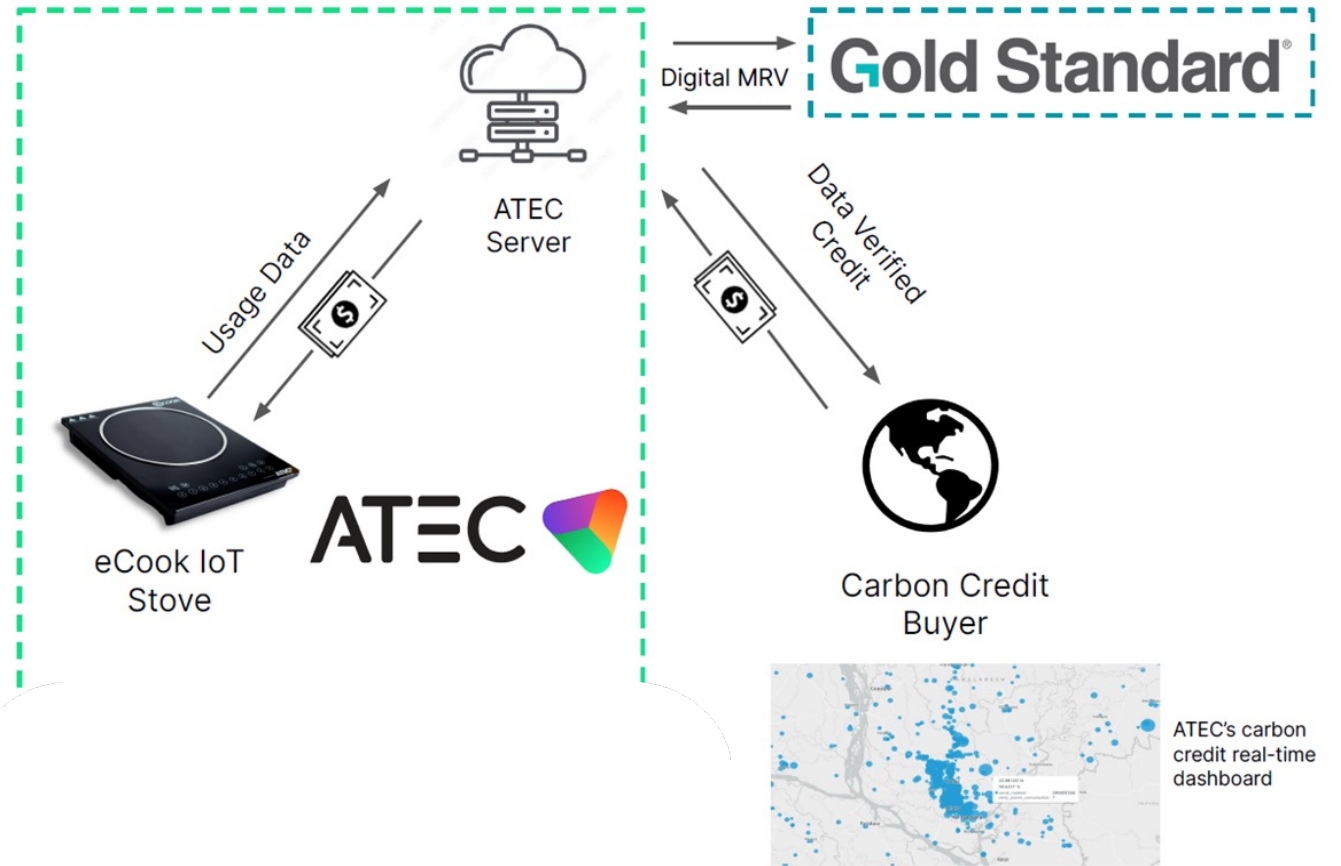 Gold Standard®
Digital MRV
ATEC
Server
Usage Data
Data Verified
Credit
eCook IoT
Stove
ATEC
Carbon Credit
Buyer
BANGLADESH
ATEC's carbon
credit real-time
dashboard